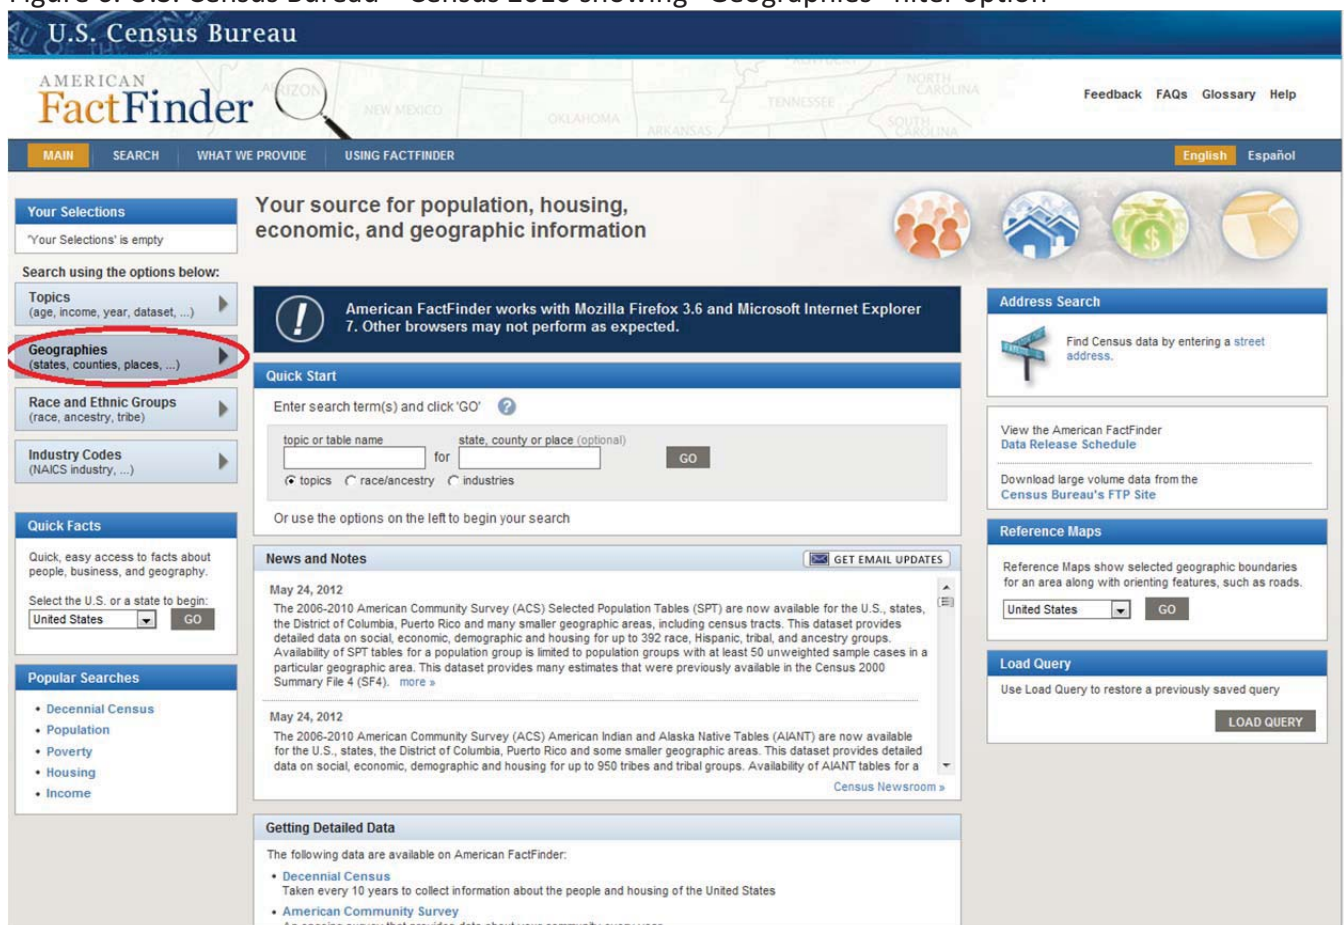 U.S. Census Bureau
AMERICAN
FactFinder
NEW MEXICO
OKLAHOMA
ARKANSAS
TENNESSEE
NORTH
CAROLINA
SOUTH
CAROLINA
Feedback FAQs Glossary Help
MAIN SEARCH WHAT WE PROVIDE USING FACTFINDER English Español
Your Selections
'Your Selections' is empty
Search using the options below:
Topics
(age, income, year, dataset, ...)
Geographies
(states, counties, places, ...)
Race and Ethnic Groups
(race, ancestry, tribe)
Industry Codes
(NAICS industry, ...)
Quick Facts
Quick, easy access to facts about
people, business, and geography.
Select the U.S. or a state to begin:
United States GO
Popular Searches
• Decennial Census
• Population
• Poverty
• Housing
• Income
Your source for population, housing,
economic, and geographic information
American FactFinder works with Mozilla Firefox 3.6 and Microsoft Internet Explorer
7. Other browsers may not perform as expected.
Quick Start
Enter search term(s) and click 'GO' ?
topic or table name state, county or place (optional)
for GO
topics race/ancestry industries
Or use the options on the left to begin your search
News and Notes GET EMAIL UPDATES
May 24, 2012
The 2006-2010 American Community Survey (ACS) Selected Population Tables (SPT) are now available for the U.S., states,
the District of Columbia, Puerto Rico and many smaller geographic areas, including census tracts. This dataset provides
detailed data on social, economic, demographic and housing for up to 392 race, Hispanic, tribal, and ancestry groups.
Availability of SPT tables for a population group is limited to population groups with at least 50 unweighted sample cases in a
particular geographic area. This dataset provides many estimates that were previously available in the Census 2000
Summary File 4 (SF4). more »
May 24, 2012
The 2006-2010 American Community Survey (ACS) American Indian and Alaska Native Tables (AIANT) are now available
for the U.S., states, the District of Columbia, Puerto Rico and some smaller geographic areas. This dataset provides detailed
data on social, economic, demographic and housing for up to 950 tribes and tribal groups. Availability of AIANT tables for a
Census Newsroom »
Getting Detailed Data
The following data are available on American FactFinder:
• Decennial Census
Taken every 10 years to collect information about the people and housing of the United States
• American Community Survey
Address Search
Find Census data by entering a street
address.
View the American FactFinder
Data Release Schedule
Download large volume data from the
Census Bureau's FTP Site
Reference Maps
Reference Maps show selected geographic boundaries
for an area along with orienting features, such as roads.
United States GO
Load Query
Use Load Query to restore a previously saved query
LOAD QUERY